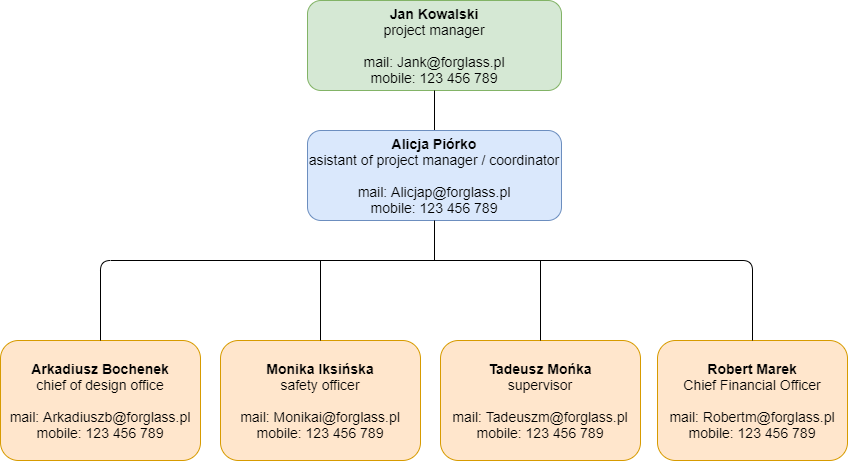 Jan Kowalski
project manager
mail: Jank@forglass.pl
mobile: 123 456 789
Alicja Piórko
asistant of project manager / coordinator
mail: Alicjap@forglass.pl
mobile: 123 456 789
Arkadiusz Bochenek
chief of design office
mail: Arkadiuszb@forglass.pl
mobile: 123 456 789
Monika Iksińska
safety officer
mail: Monikai@forglass.pl
mobile: 123 456 789
Tadeusz Mońka
supervisor
mail: Tadeuszm@forglass.pl
mobile: 123 456 789
Robert Marek
Chief Financial Officer
mail: Robertm@forglass.pl
mobile: 123 456 789